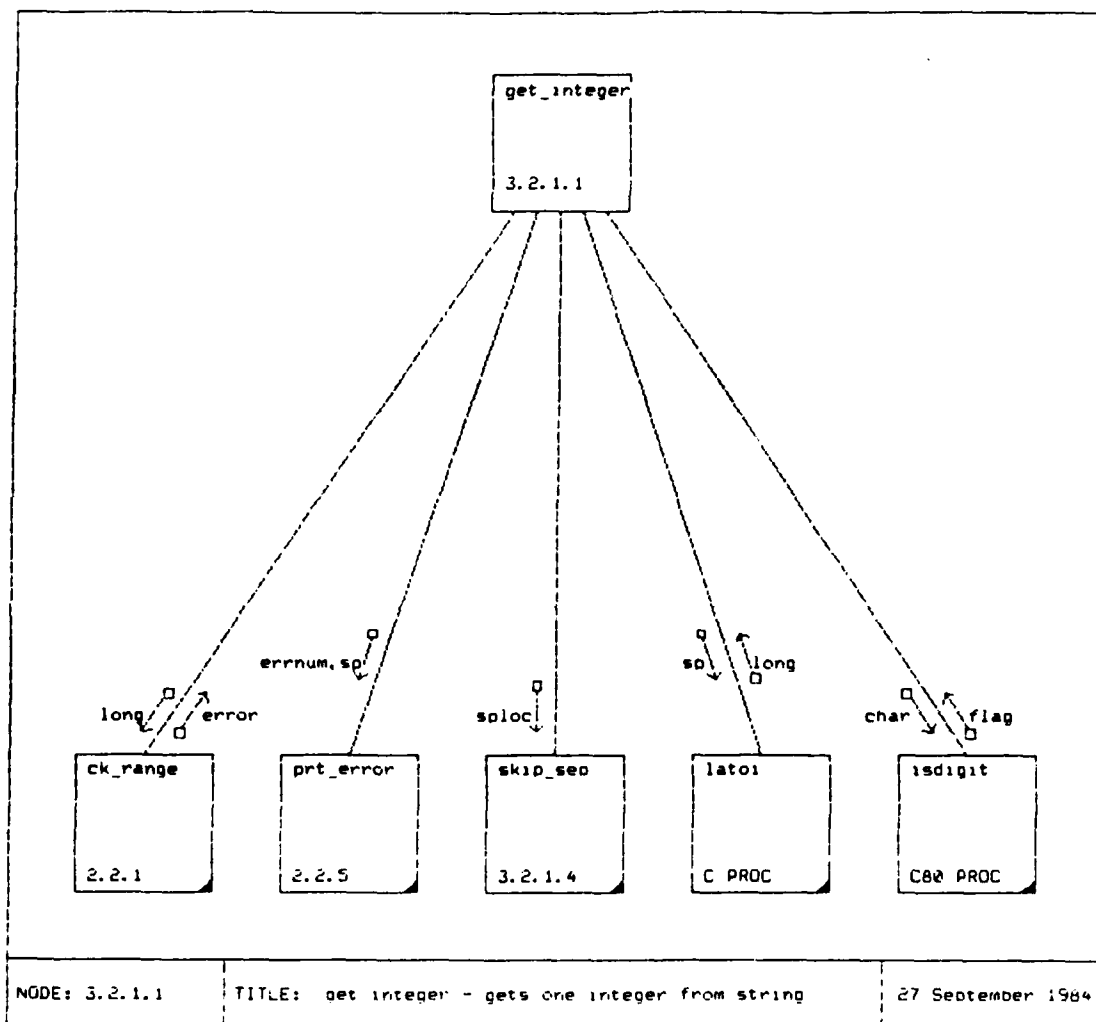 get_integer
3.2.1.1
errnum,sp
sp
long
long
error
sploc
char
flag
ck_range
prt_error
skip_sep
latoi
isdigit
2.2.1
2.2.5
3.2.1.4
C PROC
C80 PROC
NODE: 3.2.1.1
TITLE: get integer - gets one integer from string
27 September 1984